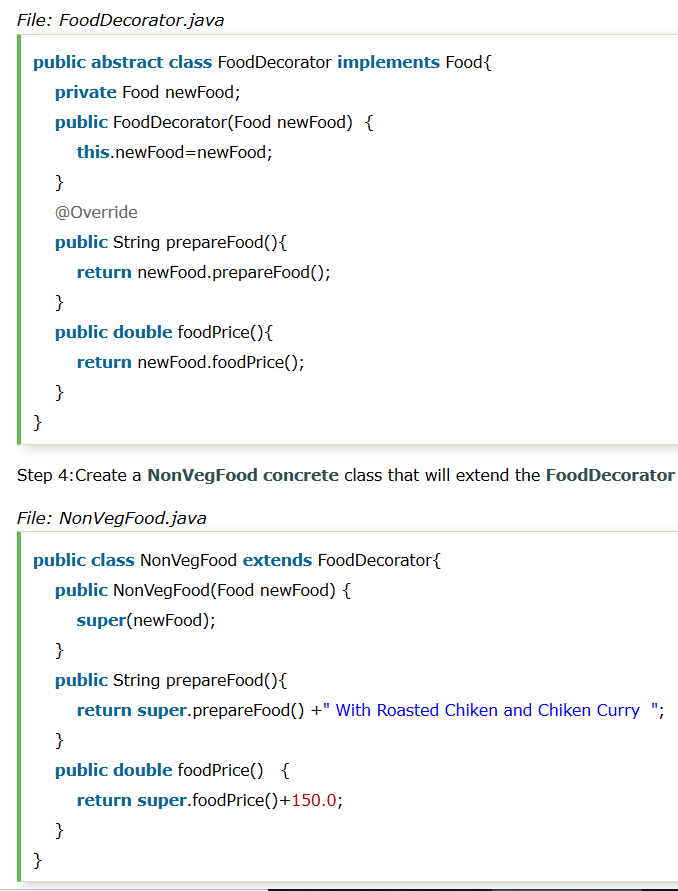 File: FoodDecorator.java
public abstract class FoodDecorator implements Food{
private Food newFood;
public FoodDecorator(Food newFood)  {
this.newFood=newFood;
}
@Override
public String prepareFood(){
return newFood.prepareFood();
}
public double foodPrice(){
return newFood.foodPrice();
}
}
Step 4:Create a NonVegFood concrete class that will extend the FoodDecorator
File: NonVegFood.java
public class NonVegFood extends FoodDecorator{
public NonVegFood(Food newFood) {
super(newFood);
}
public String prepareFood(){
return super.prepareFood() +" With Roasted Chiken and Chiken Curry  ";
}
public double foodPrice()   {
return super.foodPrice()+150.0;
}
}